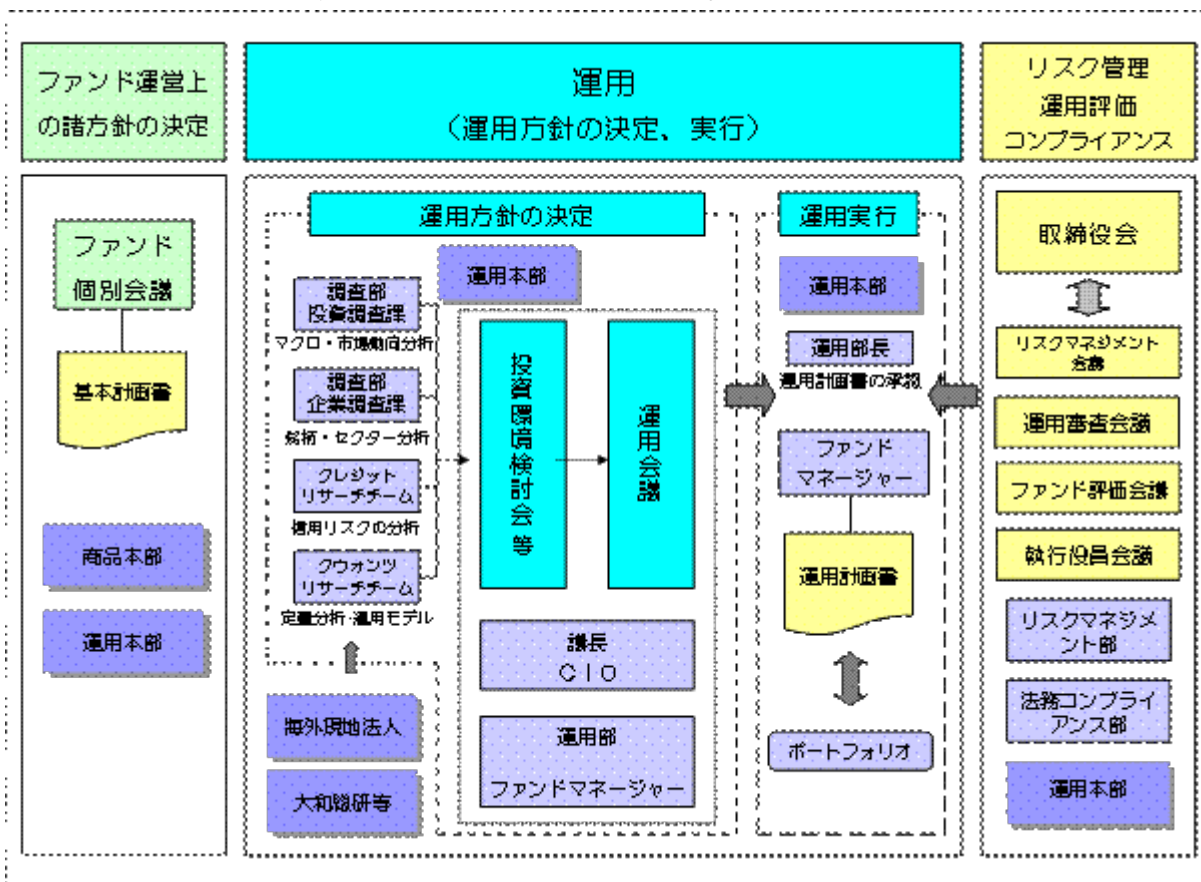 ファンド運営上
の諸方針の決定
運用
（運用方針の決定、実行）
リスク管理
運用評価
コンプライアンス
ファンド
個別会議
基本計画書
商品本部
運用本部
運用方針の決定
運用本部
調査部
投資調査課
マクロ・市場動向分析
調査部
企業調査課
銘柄・セクター分析
クレジット
リサーチチーム
信用リスクの分析
クウォンツ
リサーチチーム
定量分析・運用モデル
海外現地法人
大和総研等
投資環境検討会等
運用会議
議長
ＣＩＯ
運用部
ファンドマネージャー
運用実行
運用本部
運用部長
運用計画書の承認
ファンド
マネージャー
運用計画書
ポートフォリオ
取締役会
リスクマネジメント
会議
運用審査会議
ファンド評価会議
執行役員会議
リスクマネジメ
ント部
法務コンプライ
アンス部
運用本部